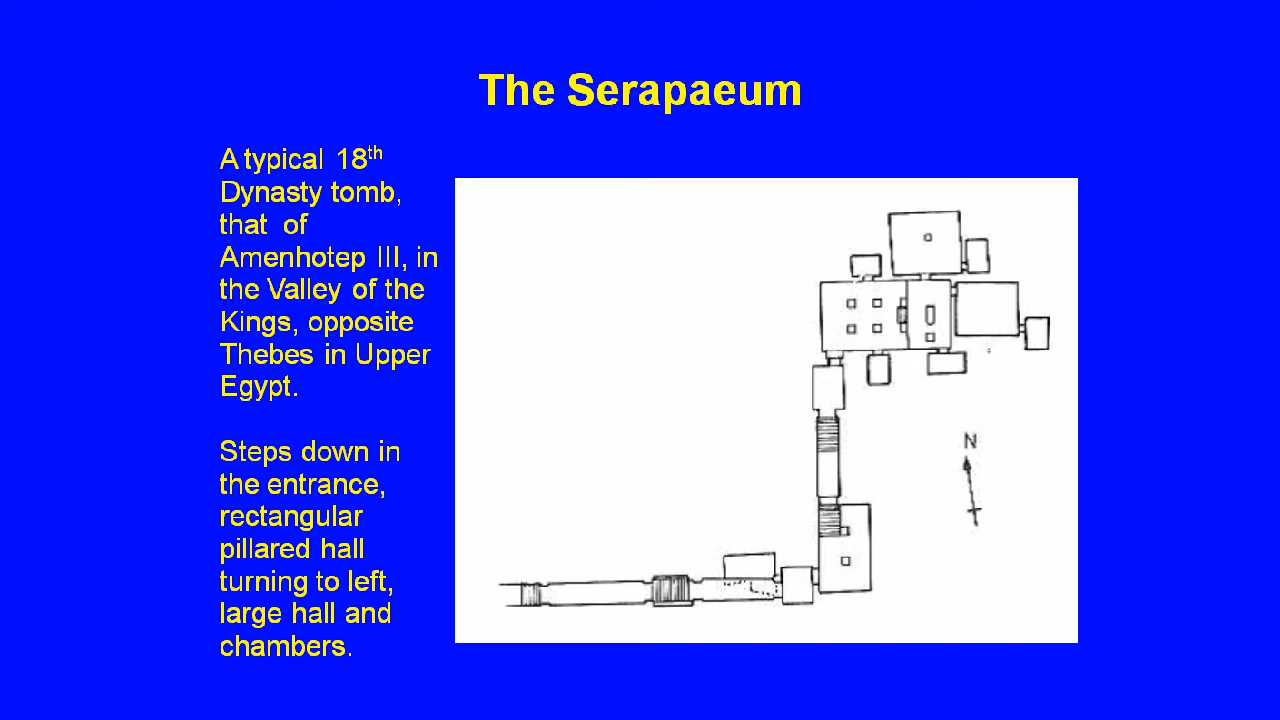 The Serapaeum
A typical 18th
Dynasty tomb,
that of
Amenhotep III, in
the Valley of the
Kings, opposite
Thebes in Upper
Egypt.
Steps down in
the entrance,
rectangular
pillared hall
turning to left,
large hall and
chambers.
N